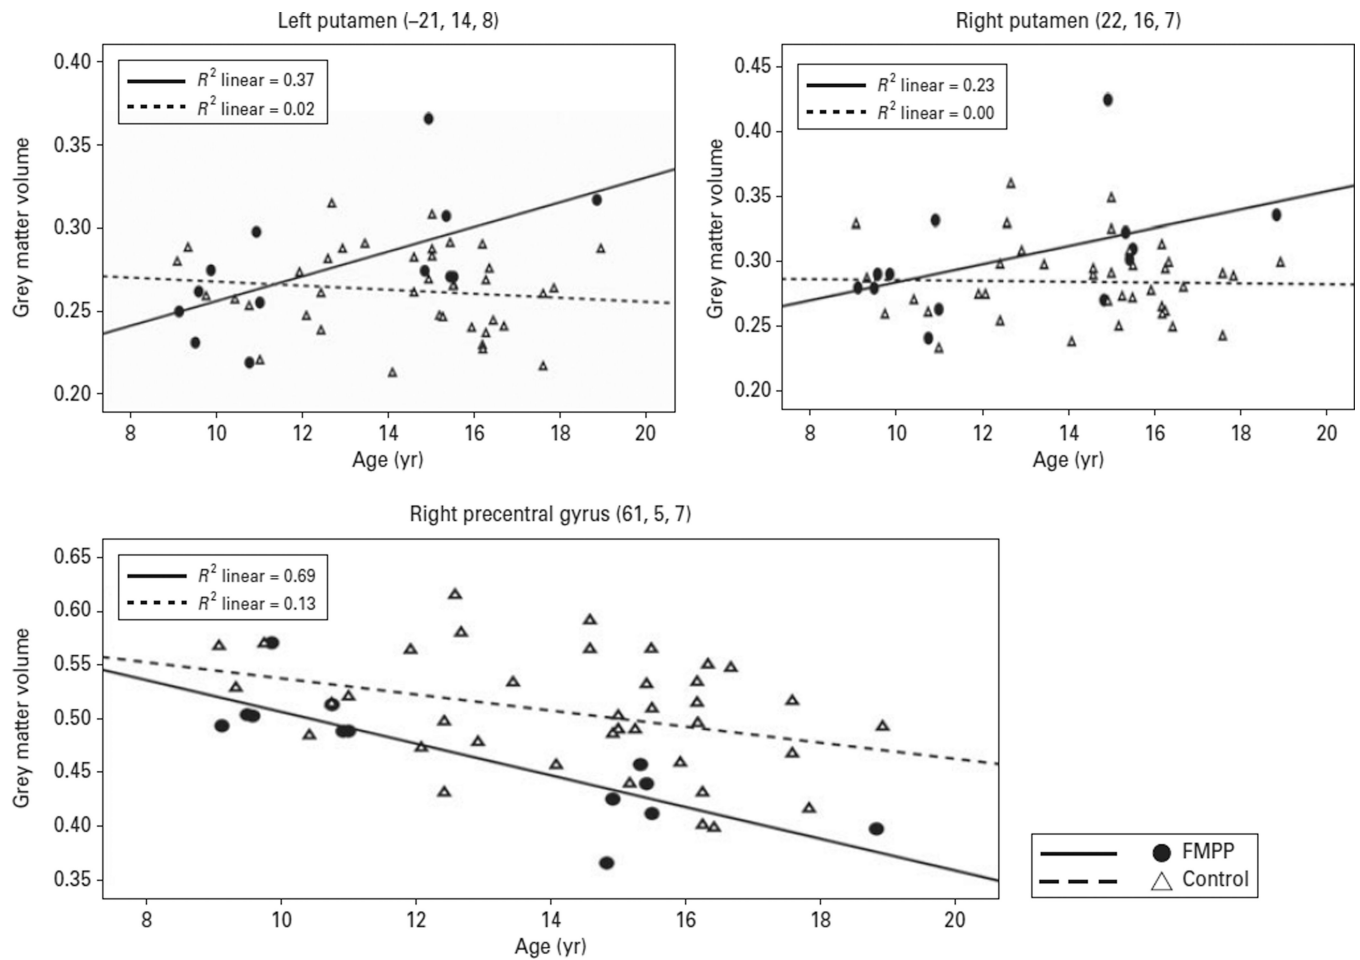 Left putamen (–21, 14, 8)
Grey matter volume
0.40
0.35
0.30
0.25
0.20
R² linear = 0.37
R² linear = 0.02
8 10 12 14 16 18 20
Age (yr)
Right putamen (22, 16, 7)
Grey matter volume
0.45
0.40
0.35
0.30
0.25
0.20
R² linear = 0.23
R² linear = 0.00
8 10 12 14 16 18 20
Age (yr)
Right precentral gyrus (61, 5, 7)
Grey matter volume
0.65
0.60
0.55
0.50
0.45
0.40
0.35
R² linear = 0.69
R² linear = 0.13
8 10 12 14 16 18 20
Age (yr)
FMPP
Control